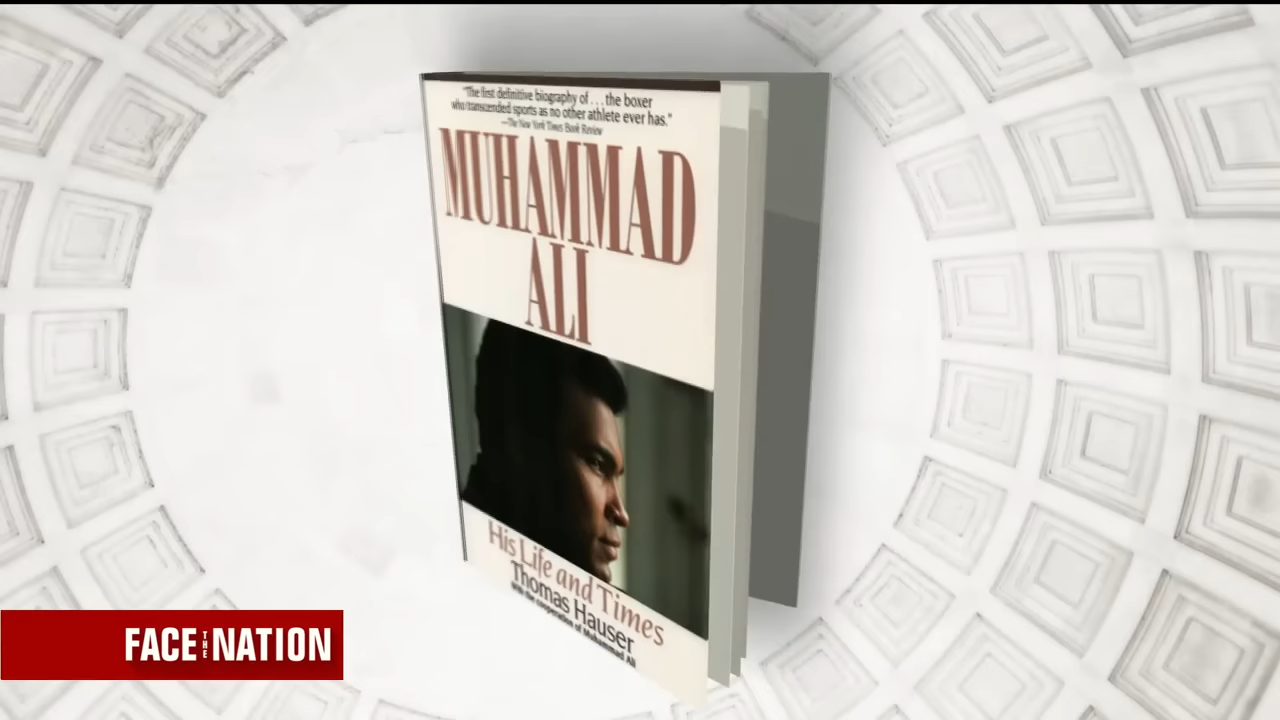 "The first definitive biography of . . . the boxer
who transcended sports as no other athlete ever has."
—The New York Times Book Review
MUHAMMAD
ALI
His Life and Times
Thomas Hauser
With the cooperation of Muhammad Ali
FACE THE NATION